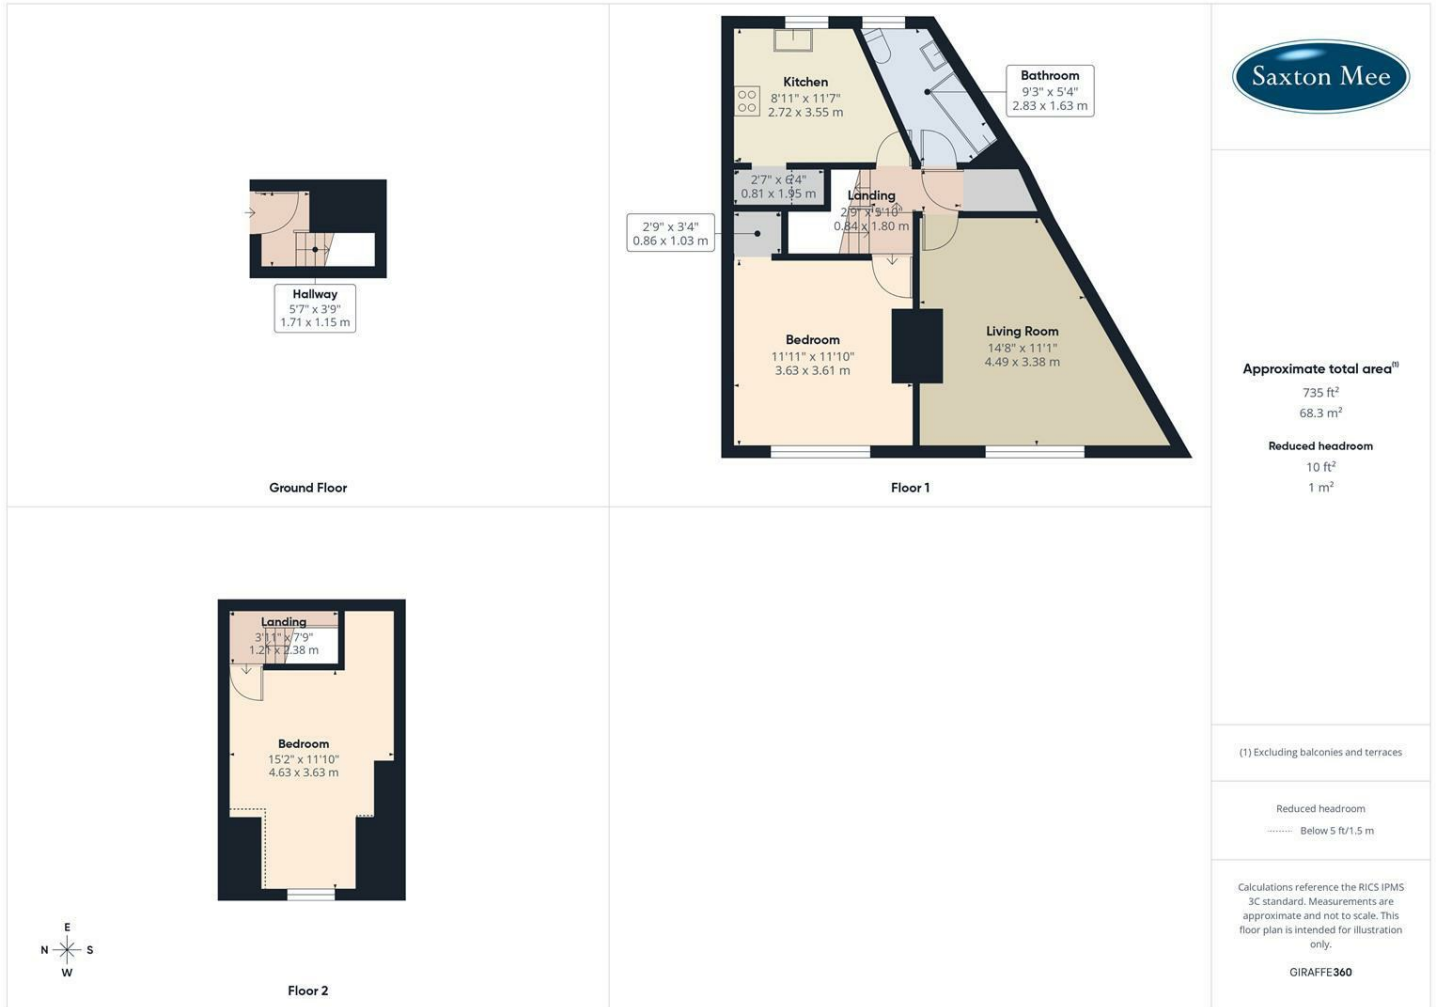 Hallway
5'7" x 3'9"
1.71 x 1.15 m
Ground Floor
Kitchen
8'11" x 11'7"
2.72 x 3.55 m
Bathroom
9'3" x 5'4"
2.83 x 1.63 m
2'7" x 6'4"
0.81 x 1.95 m
Landing
2'9" x 5'10"
0.84 x 1.80 m
2'9" x 3'4"
0.86 x 1.03 m
Bedroom
11'11" x 11'10"
3.63 x 3.61 m
Living Room
14'8" x 11'1"
4.49 x 3.38 m
Floor 1
Landing
3'11" x 7'9"
1.21 x 2.38 m
Bedroom
15'2" x 11'10"
4.63 x 3.63 m
E
N S
W
Floor 2
Saxton Mee
Approximate total area(1)
735 ft²
68.3 m²
Reduced headroom
10 ft²
1 m²
(1) Excluding balconies and terraces
Reduced headroom
Below 5 ft/1.5 m
Calculations reference the RICS IPMS
3C standard. Measurements are
approximate and not to scale. This
floor plan is intended for illustration
only.
GIRAFFE360